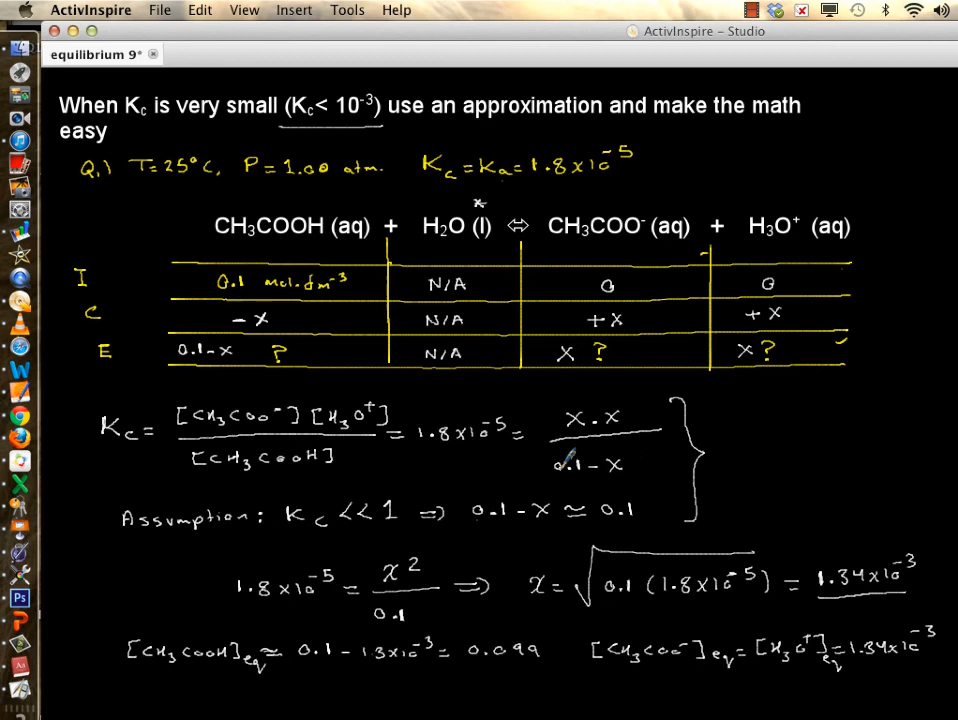 ActivInspire File Edit View Insert Tools Help
ActivInspire – Studio
equilibrium 9*
When Kc is very small (Kc< 10⁻³) use an approximation and make the math
easy
Q.1) T=25°C, P=1.00 atm. Kc=Ka=1.8x10⁻⁵
*
CH₃COOH (aq) + H₂O (l) ⇔ CH₃COO⁻ (aq) + H₃O⁺ (aq)
I 0.1 mol.dm⁻³ N/A 0 0
C -x N/A +x +x
E 0.1-x ? N/A x ? x ?
Kc = [CH₃COO⁻][H₃O⁺] / [CH₃COOH] = 1.8x10⁻⁵ = x.x / 0.1-x
Assumption: Kc <<1 => 0.1-x ≃ 0.1
1.8x10⁻⁵ = x² / 0.1 => x = √0.1 (1.8x10⁻⁵) = 1.34x10⁻³
[CH₃COOH]eq ≈ 0.1 - 1.3x10⁻³ = 0.099 [CH₃COO⁻]eq = [H₃O⁺]eq = 1.34x10⁻³